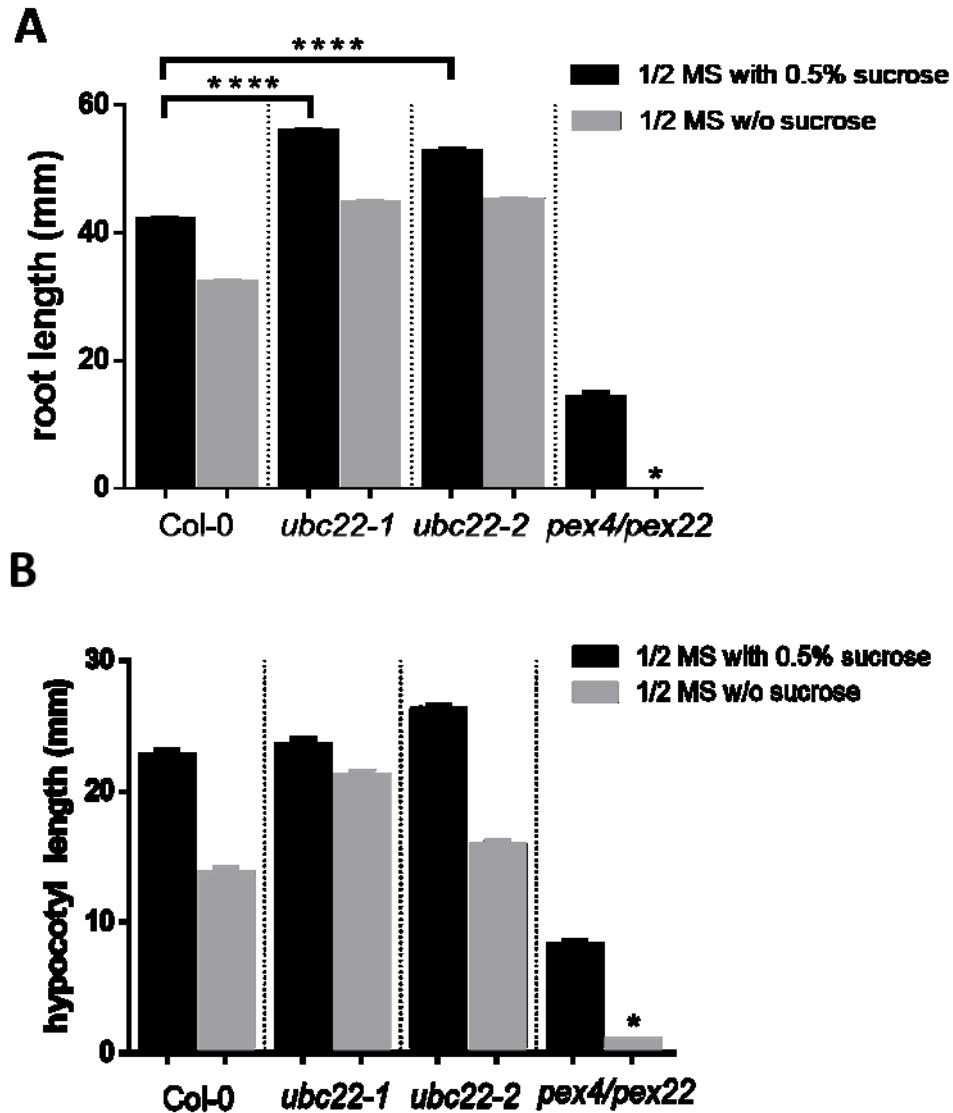 A
****
****
1/2 MS with 0.5% sucrose
1/2 MS w/o sucrose
60
40
20
0
root length (mm)
*
Col-0 ubc22-1 ubc22-2 pex4/pex22
B
1/2 MS with 0.5% sucrose
1/2 MS w/o sucrose
30
20
10
0
hypocotyl length (mm)
*
Col-0 ubc22-1 ubc22-2 pex4/pex22